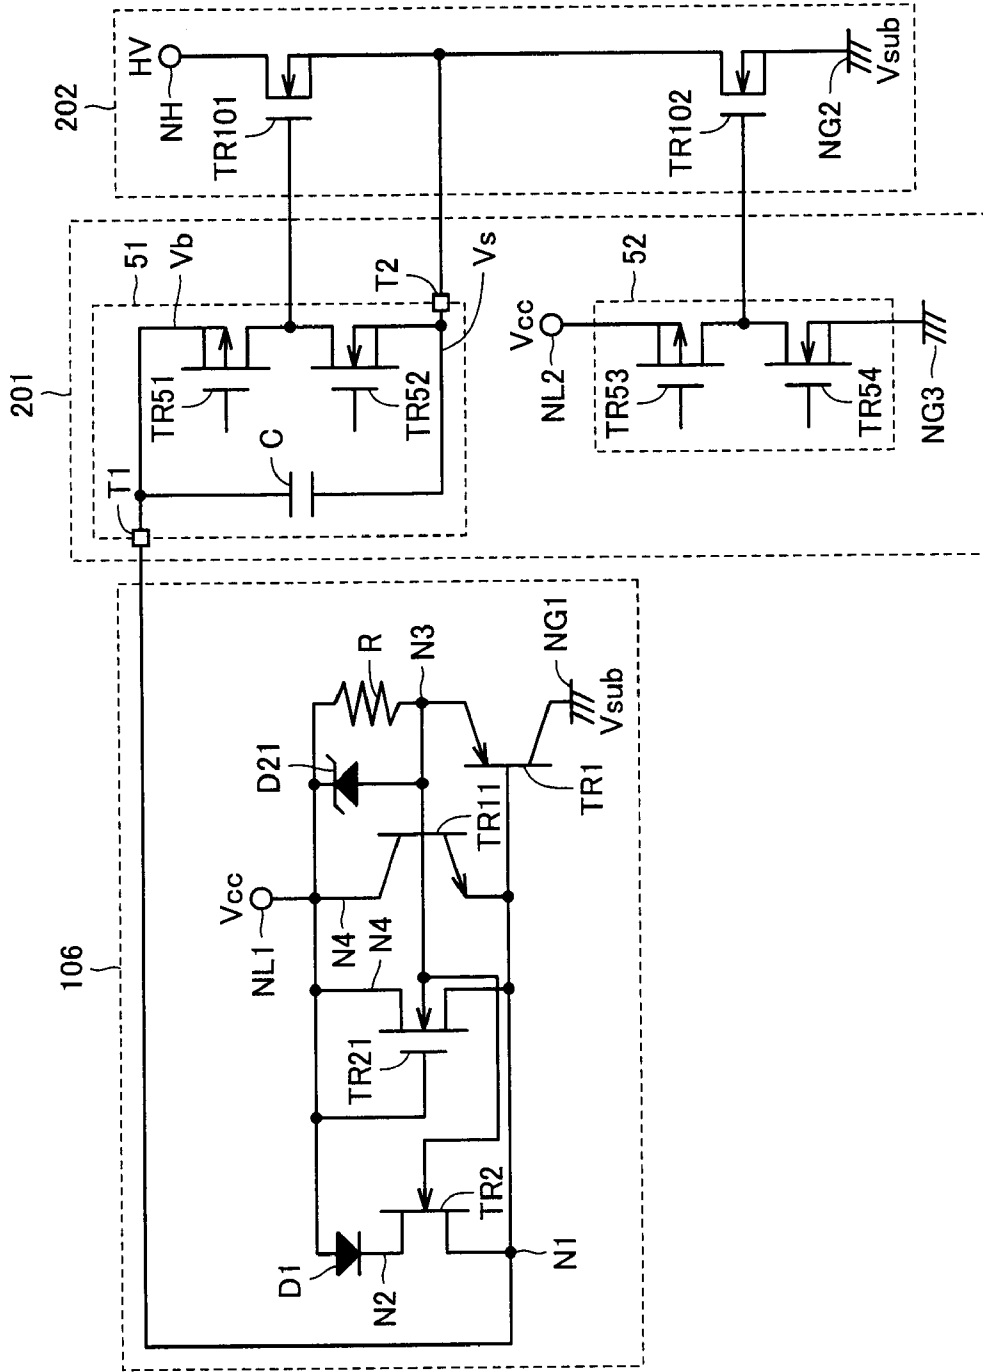 106
201
202
NL1
Vcc
D1
N2
N4
N4
TR21
TR2
N1
D21
R
N3
TR11
TR1
NG1
Vsub
T1
51
Vb
C
TR51
TR52
T2
Vs
Vcc
NL2
52
TR53
TR54
NG3
HV
NH
TR101
TR102
NG2
Vsub